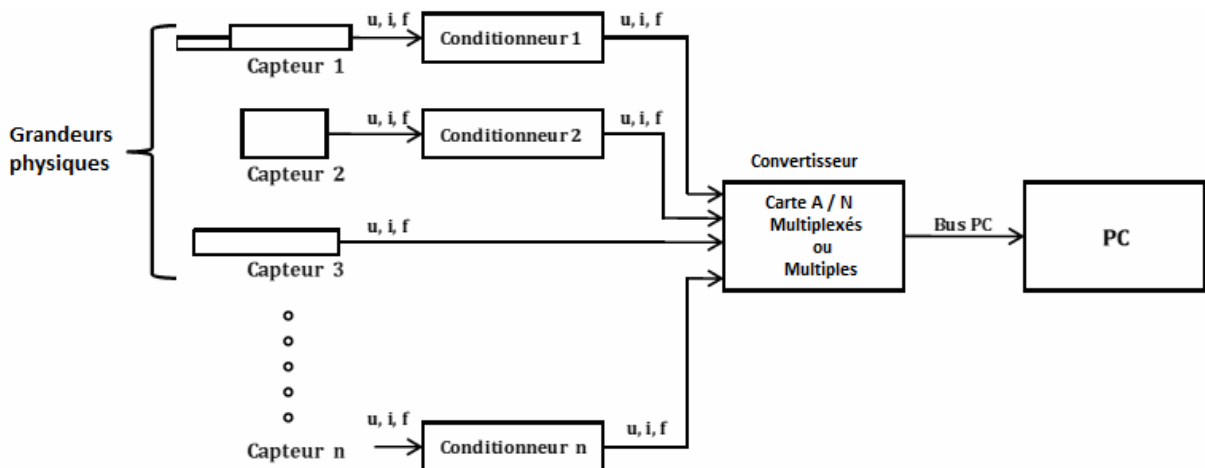 u, i, f
Conditionneur 1
u, i, f
Capteur 1
Grandeurs
physiques
u, i, f
Conditionneur 2
u, i, f
Capteur 2
Convertisseur
Carte A / N
Multiplexés
ou
Multiples
Bus PC
PC
u, i, f
Capteur 3
u, i, f
Conditionneur n
u, i, f
Capteur n